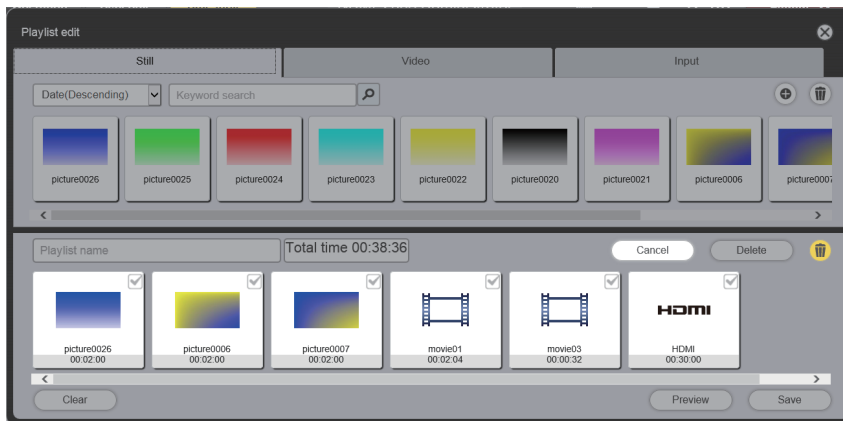 Playlist edit
Still
Video
Input
Date(Descending)
Keyword search
picture0026
picture0025
picture0024
picture0023
picture0022
picture0020
picture0021
picture0006
picture0007
Playlist name
Total time 00:38:36
Cancel
Delete
HDMI
picture0026
picture0006
picture0007
movie01
movie03
HDMI
00:02:00
00:02:00
00:02:00
00:02:04
00:00:32
00:30:00
Clear
Preview
Save